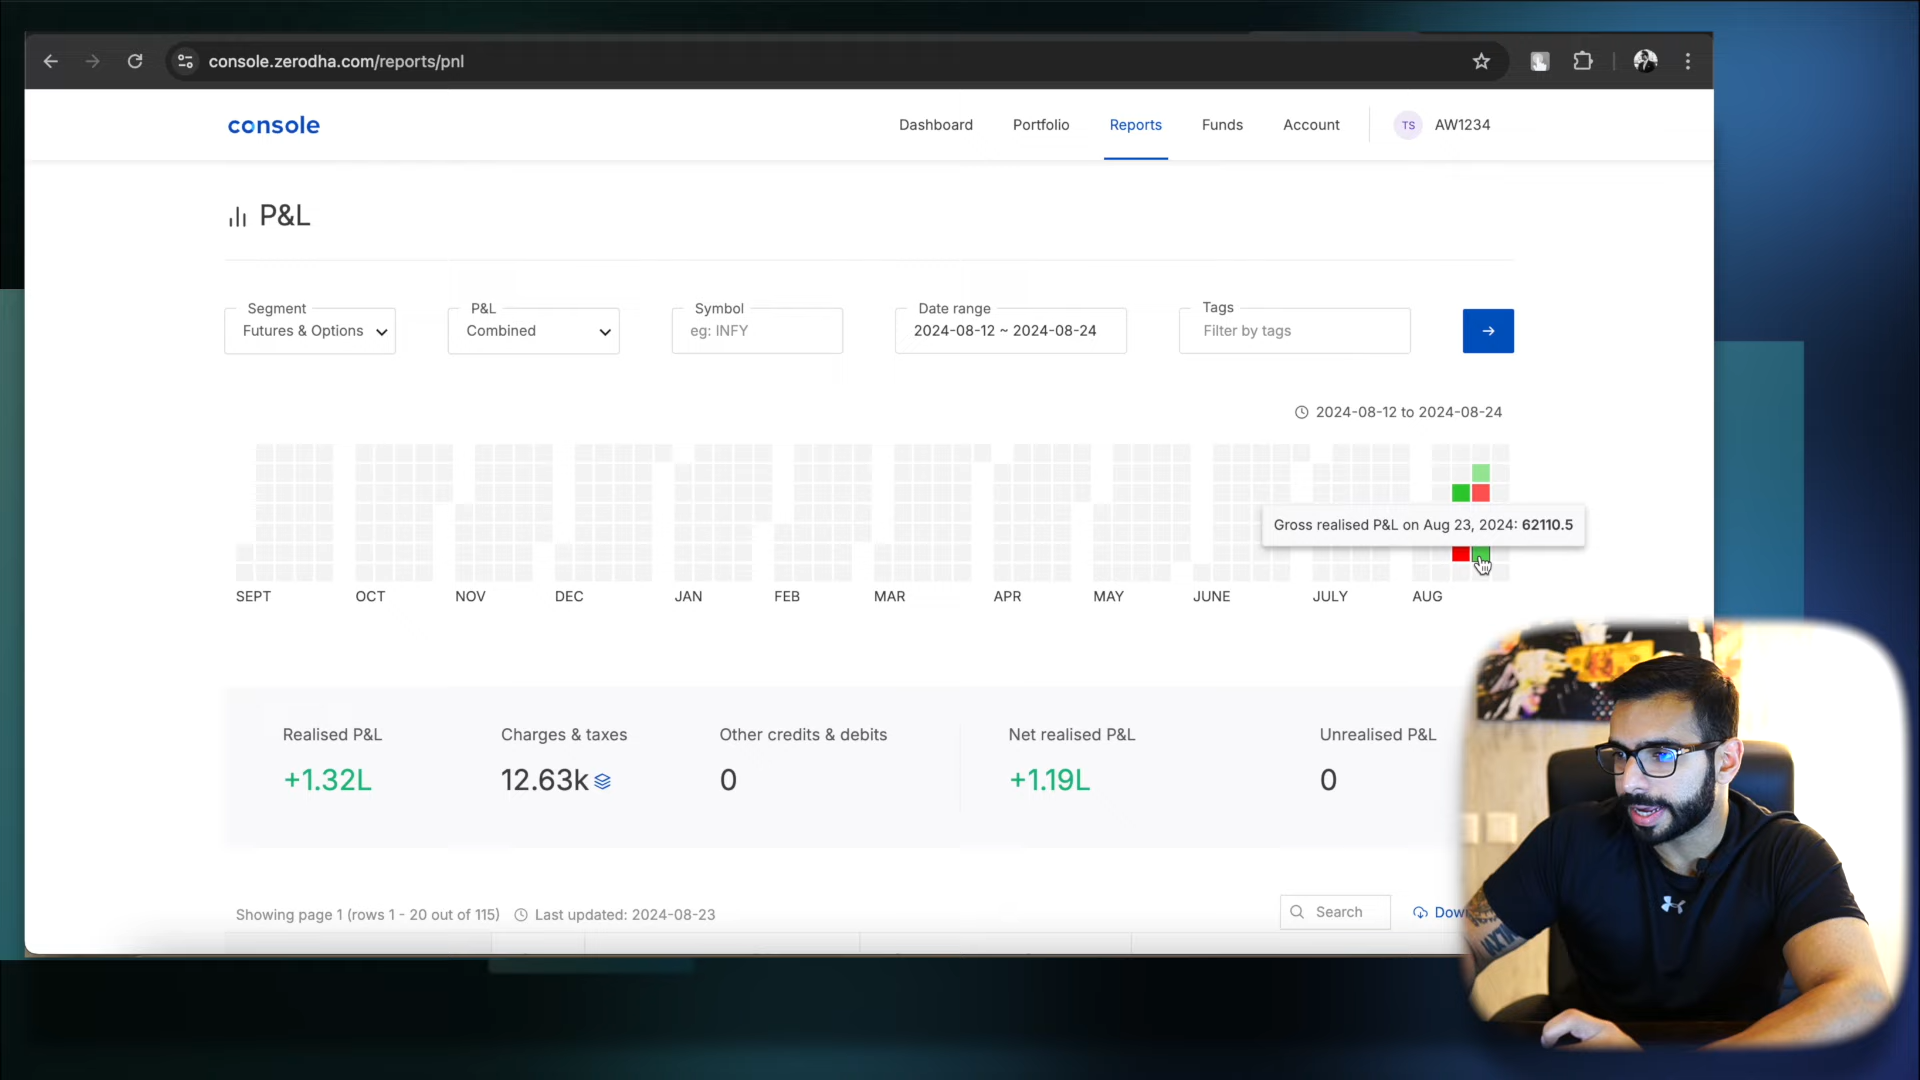 console.zerodha.com/reports/pnl
console
Dashboard
Portfolio
Reports
Funds
Account
TS
AW1234
P&L
Segment
Futures & Options
P&L
Combined
Symbol
eg: INFY
Date range
2024-08-12 ~ 2024-08-24
Tags
Filter by tags
2024-08-12 to 2024-08-24
Gross realised P&L on Aug 23, 2024: 62110.5
SEPT
OCT
NOV
DEC
JAN
FEB
MAR
APR
MAY
JUNE
JULY
AUG
Realised P&L
+1.32L
Charges & taxes
12.63k
Other credits & debits
0
Net realised P&L
+1.19L
Unrealised P&L
0
Showing page 1 (rows 1 - 20 out of 115)
Last updated: 2024-08-23
Search